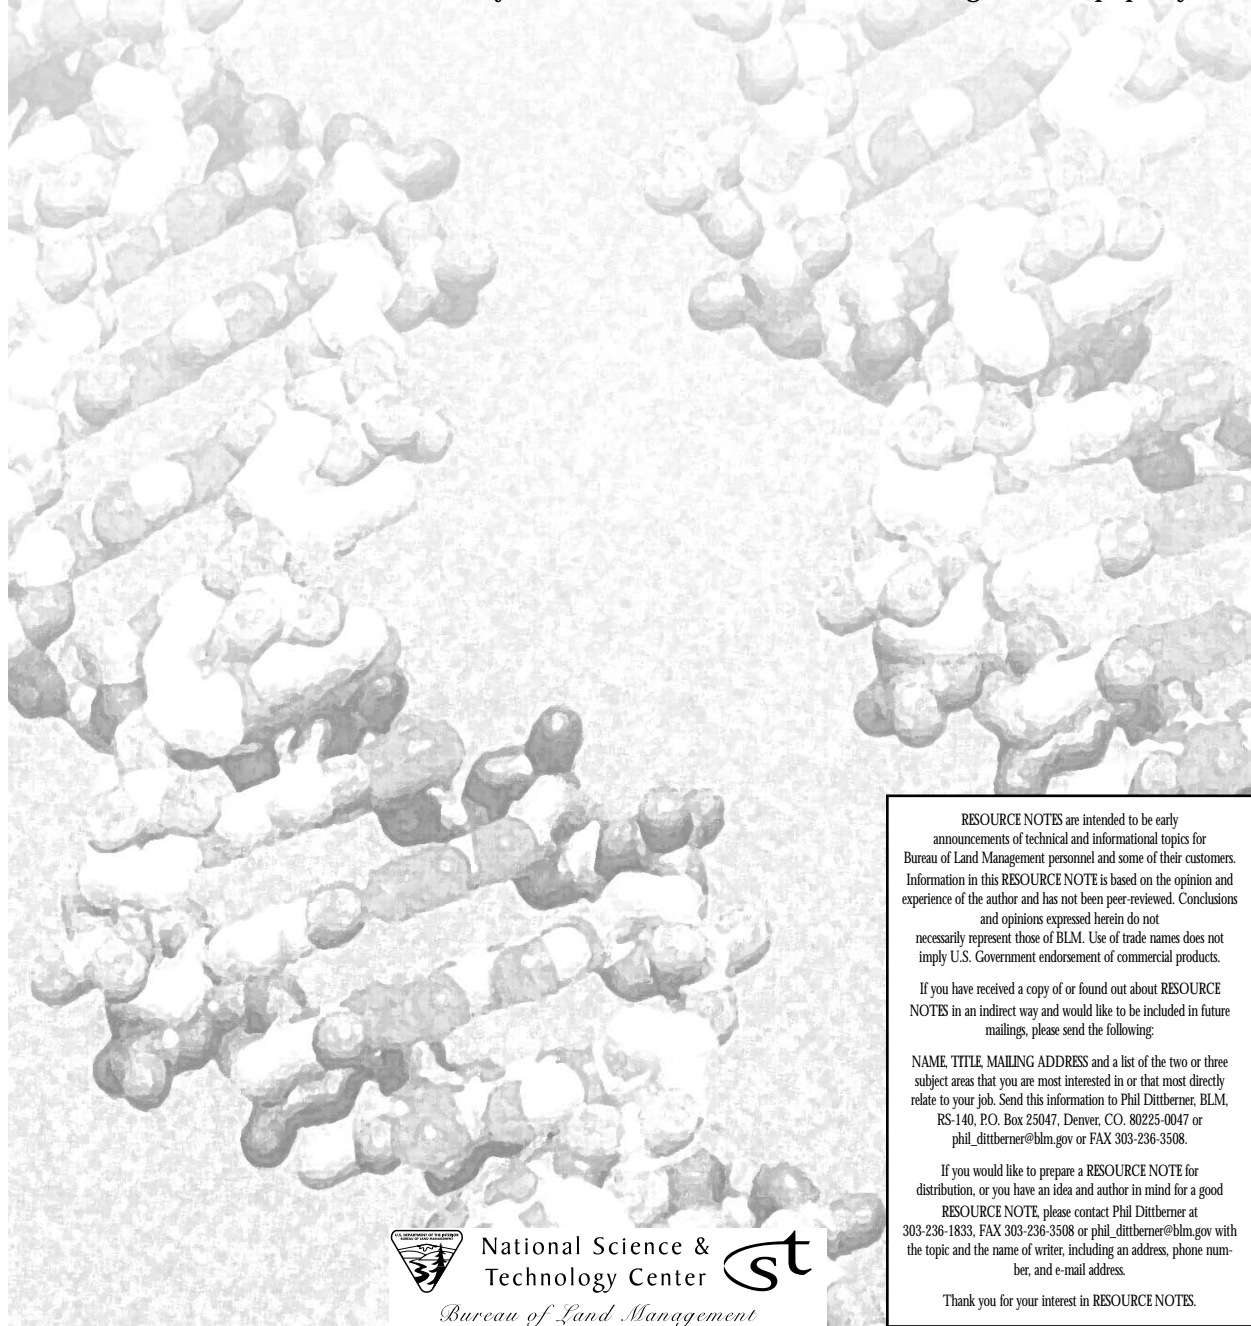 RESOURCE NOTES are intended to be early
announcements of technical and informational topics for
Bureau of Land Management personnel and some of their customers.
Information in this RESOURCE NOTE is based on the opinion and
experience of the author and has not been peer-reviewed. Conclusions
and opinions expressed herein do not
necessarily represent those of BLM. Use of trade names does not
imply U.S. Government endorsement of commercial products.
If you have received a copy of or found out about RESOURCE
NOTES in an indirect way and would like to be included in future
mailings, please send the following:
NAME, TITLE, MAILING ADDRESS and a list of the two or three
subject areas that you are most interested in or that most directly
relate to your job. Send this information to Phil Dittberner, BLM,
RS-140, P.O. Box 25047, Denver, CO. 80225-0047 or
phil_dittberner@blm.gov or FAX 303-236-3508.
If you would like to prepare a RESOURCE NOTE for
distribution, or you have an idea and author in mind for a good
RESOURCE NOTE, please contact Phil Dittberner at
303-236-1833, FAX 303-236-3508 or phil_dittberner@blm.gov with
the topic and the name of writer, including an address, phone num-
ber, and e-mail address.
Thank you for your interest in RESOURCE NOTES.
U.S. DEPARTMENT OF THE INTERIOR
BUREAU OF LAND MANAGEMENT
National Science &
Technology Center
st
Bureau of Land Management